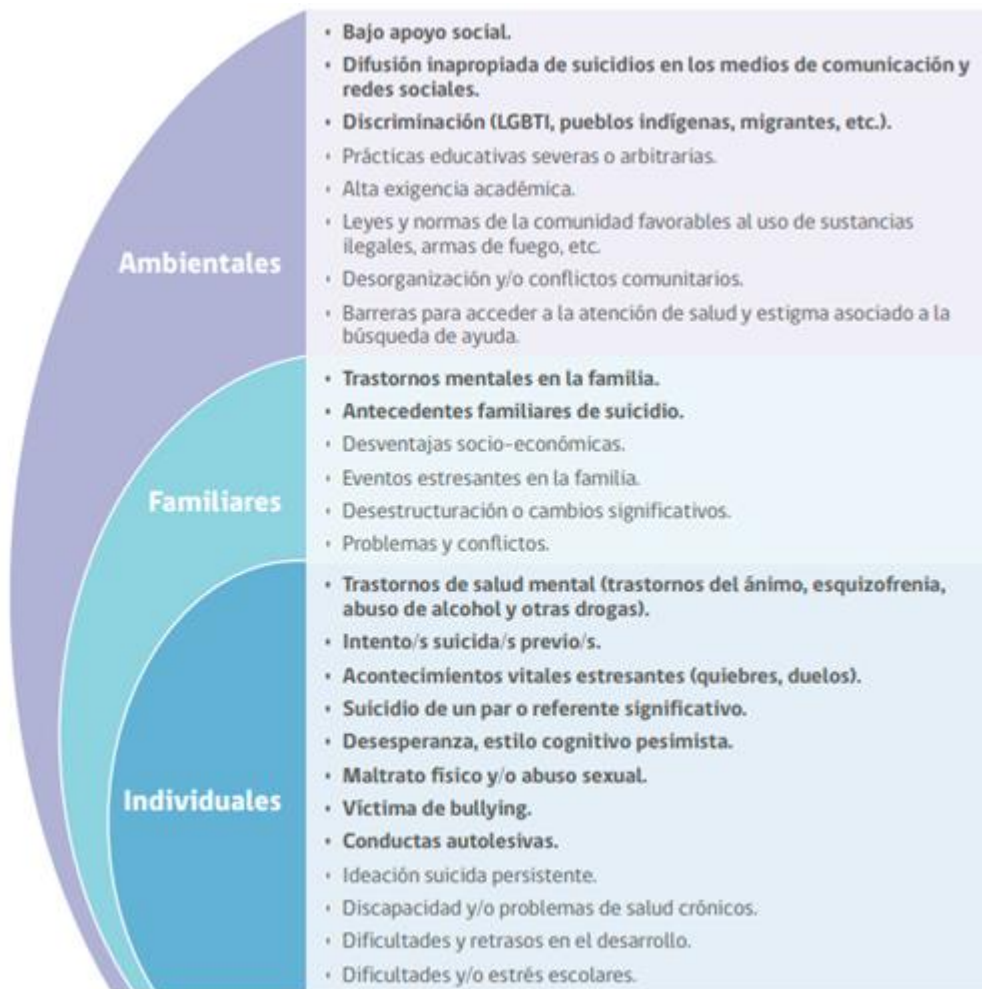 • Bajo apoyo social.
• Difusión inapropiada de suicidios en los medios de comunicación y
redes sociales.
• Discriminación (LGBTI, pueblos indígenas, migrantes, etc.).
• Prácticas educativas severas o arbitrarias.
• Alta exigencia académica.
• Leyes y normas de la comunidad favorables al uso de sustancias
ilegales, armas de fuego, etc.
Ambientales
• Desorganización y/o conflictos comunitarios.
• Barreras para acceder a la atención de salud y estigma asociado a la
búsqueda de ayuda.
• Trastornos mentales en la familia.
• Antecedentes familiares de suicidio.
• Desventajas socio-económicas.
• Eventos estresantes en la familia.
Familiares
• Desestructuración o cambios significativos.
• Problemas y conflictos.
• Trastornos de salud mental (trastornos del ánimo, esquizofrenia,
abuso de alcohol y otras drogas).
• Intento/s suicida/s previo/s.
• Acontecimientos vitales estresantes (quiebres, duelos).
• Suicidio de un par o referente significativo.
• Desesperanza, estilo cognitivo pesimista.
• Maltrato físico y/o abuso sexual.
Individuales
• Víctima de bullying.
• Conductas autolesivas.
• Ideación suicida persistente.
• Discapacidad y/o problemas de salud crónicos.
• Dificultades y retrasos en el desarrollo.
• Dificultades y/o estrés escolares.